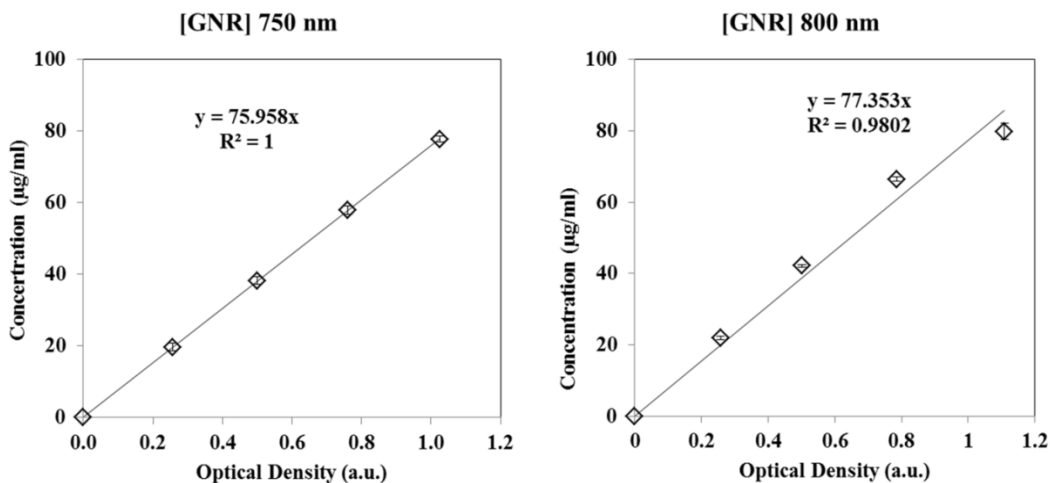 [GNR] 750 nm
100
80
60
40
20
0
0.0 0.2 0.4 0.6 0.8 1.0 1.2
y = 75.958x
R² = 1
Concertration (µg/ml)
Optical Density (a.u.)
[GNR] 800 nm
100
80
60
40
20
0
0 0.2 0.4 0.6 0.8 1 1.2
y = 77.353x
R² = 0.9802
Concentration (µg/ml)
Optical Density (a.u.)